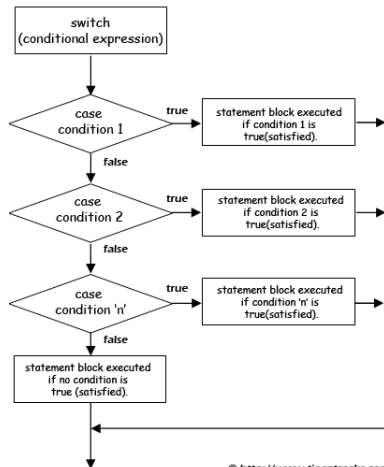 switch
(conditional expression)
case
condition 1
true
statement block executed
if condition 1 is
true(satisfied).
false
case
condition 2
true
statement block executed
if condition 2 is
true(satisfied).
false
case
condition 'n'
true
statement block executed
if condition 'n' is
true(satisfied).
false
statement block executed
if no condition is
true (satisfied).